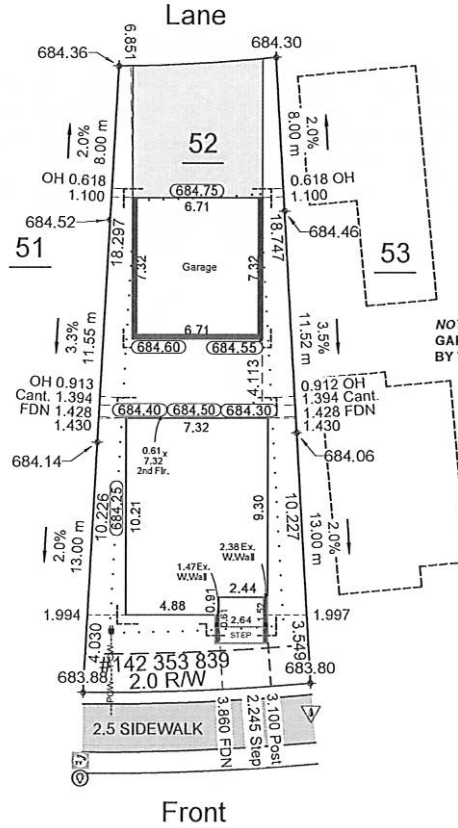 Lane
6.851
684.36
684.30
2.0%
8.00 m
52
8.00 m
2.0%
OH 0.618
1.100
684.75
6.71
0.618 OH
1.100
684.52
684.46
51
18.297
7.32
Garage
7.32
18.747
53
3.3%
11.55 m
6.71
684.60
684.55
11.52 m
3.5%
NOT
GAR
BY
4.113
OH 0.913
Cant. 1.394
FDN 1.428
1.430
684.40
684.50
684.30
7.32
0.912 OH
1.394 Cant.
1.428 FDN
1.430
684.14
684.06
0.61 x
7.32
2nd Flr.
684.25
10.226
10.21
9.30
10.227
2.0%
13.00 m
13.00 m
2.0%
2.38 Ex.
W.Wall
1.47 Ex.
W.Wall
2.44
4.88
0.61
0.61
1.52
2.64
STEP
1.994
1.997
4.030
3.549
#142 353 839
683.88
683.80
2.0 R/W
2.5 SIDEWALK
3.860 FDN
2.245 Step
3.100 Post
V
Front